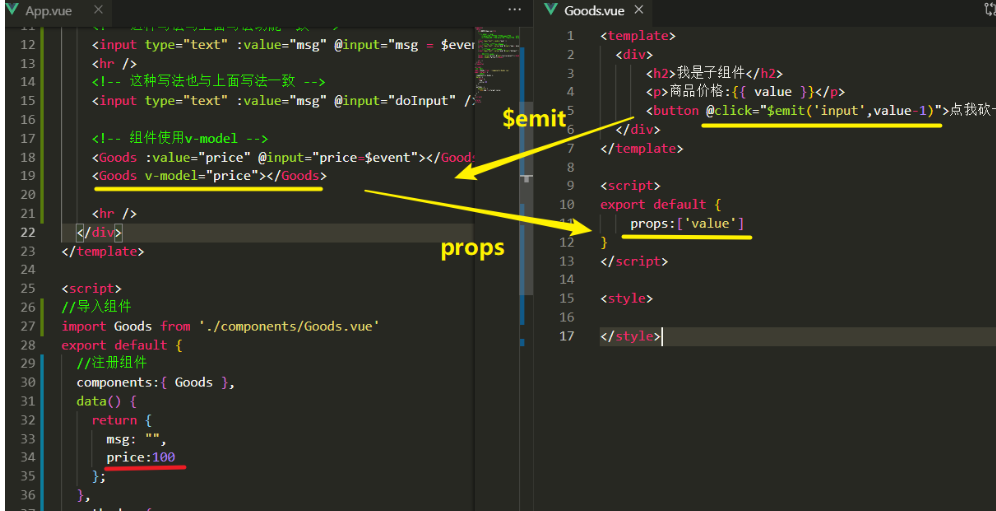 App.vue
12 <input type="text" :value="msg" @input="msg = $even
13 <hr />
14 <!-- 这种写法也与上面写法一致 -->
15 <input type="text" :value="msg" @input="doInput" /
16
17 <!-- 组件使用v-model -->
18 <Goods :value="price" @input="price=$event"></Goods
19 <Goods v-model="price"></Goods>
20
21 <hr />
22 </div>
23 </template>
24
25 <script>
26 //导入组件
27 import Goods from './components/Goods.vue'
28 export default {
29 //注册组件
30 components:{ Goods },
31 data() {
32 return {
33 msg: "",
34 price:100
35 };
36 },
$emit
props
Goods.vue
1 <template>
2 <div>
3 <h2>我是子组件</h2>
4 <p>商品价格:{{ value }}</p>
5 <button @click="$emit('input',value-1)">点我砍一
6 </div>
7 </template>
8
9 <script>
10 export default {
11 props:['value']
12 }
13 </script>
14
15 <style>
16
17 </style>